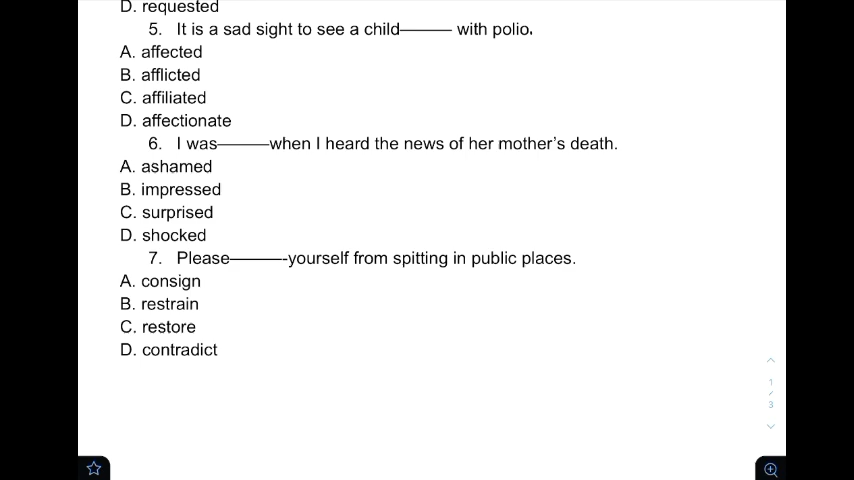 D. requested
5. It is a sad sight to see a child——— with polio.
A. affected
B. afflicted
C. affiliated
D. affectionate
6. I was———when I heard the news of her mother’s death.
A. ashamed
B. impressed
C. surprised
D. shocked
7. Please———-yourself from spitting in public places.
A. consign
B. restrain
C. restore
D. contradict
1
/
3